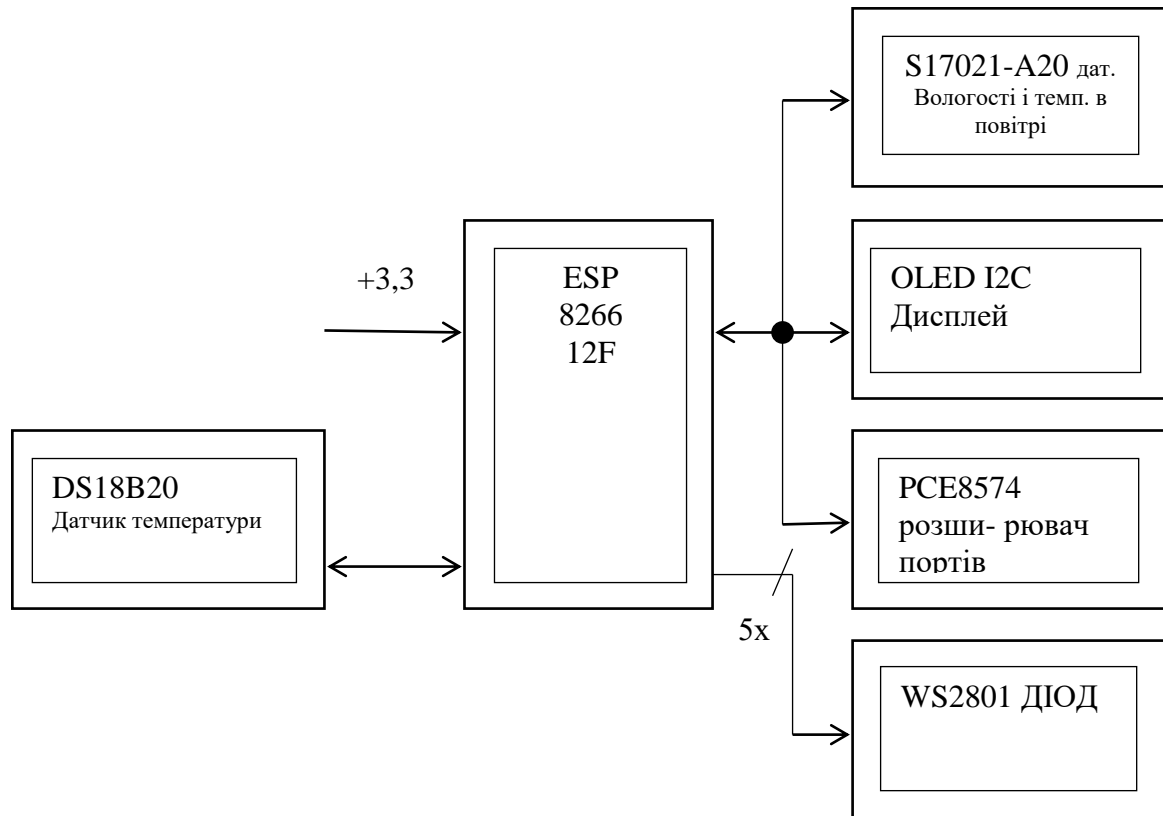 S17021-A20 дат.
Вологості і темп. в
повітрі
+3,3
ESP
8266
12F
OLED I2C
Дисплей
DS18B20
Датчик температури
PCE8574
розши- рювач
портів
5x
WS2801 ДІОД